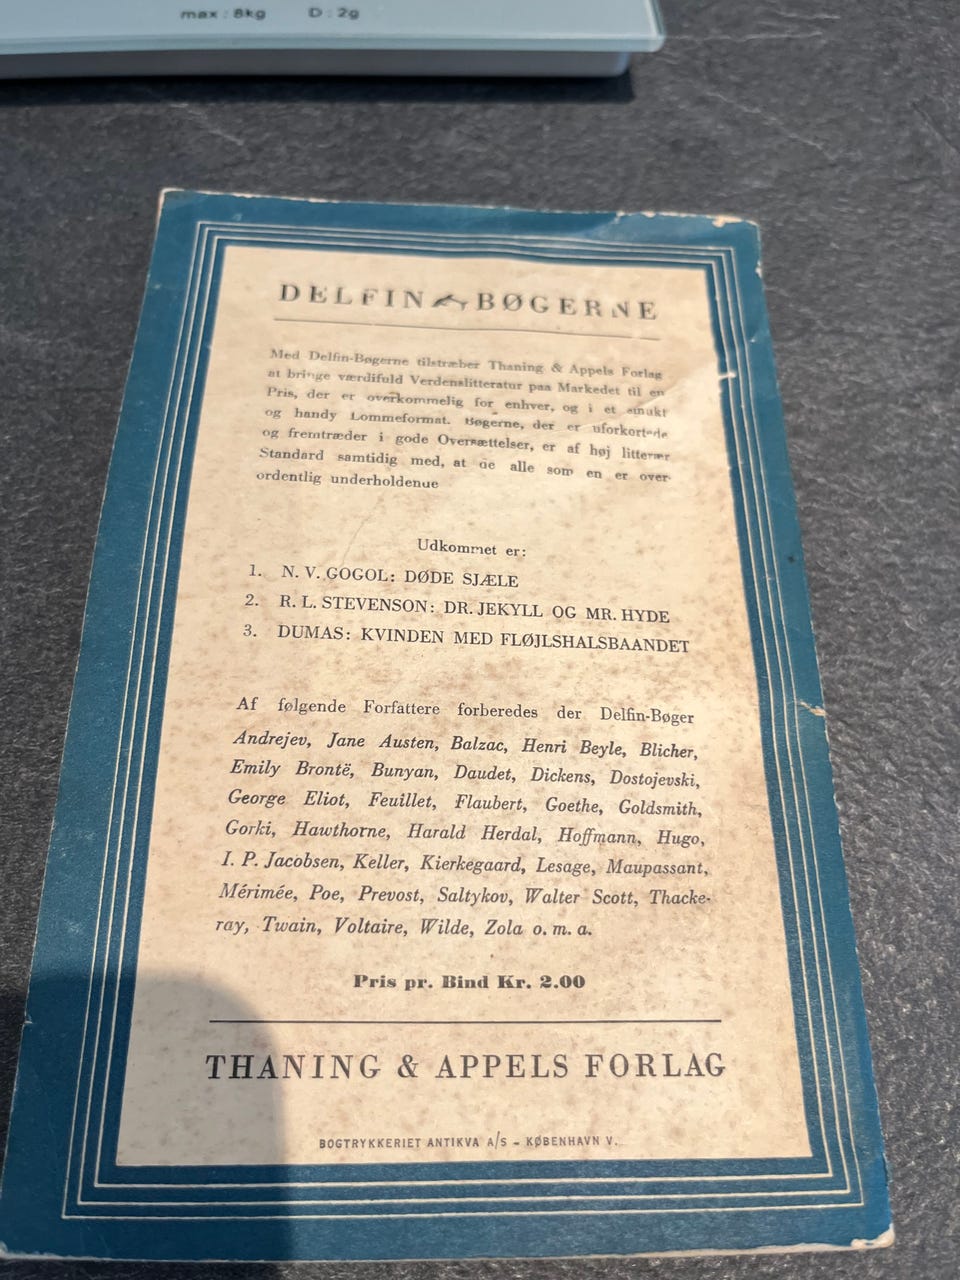 max : 8kg D : 2g
DELFIN BØGERNE
Med Delfin-Bøgerne tilstræber Thaning & Appels Forlag
at bringe værdifuld Verdenslitteratur paa Markedet til en
Pris, der er overkommelig for enhver, og i et smukt
og handy Lommeformat. Bøgerne, der er uforkortede
og fremtræder i gode Oversættelser, er af høj litterær
Standard samtidig med, at de alle som en er over-
ordentlig underholdende
Udkommet er:
1. N. V. GOGOL: DØDE SJÆLE
2. R. L. STEVENSON: DR. JEKYLL OG MR. HYDE
3. DUMAS: KVINDEN MED FLØJLSHALSBAANDET
Af følgende Forfattere forberedes der Delfin-Bøger
Andrejev, Jane Austen, Balzac, Henri Beyle, Blicher,
Emily Brontë, Bunyan, Daudet, Dickens, Dostojevski,
George Eliot, Feuillet, Flaubert, Goethe, Goldsmith,
Gorki, Hawthorne, Harald Herdal, Hoffmann, Hugo,
I. P. Jacobsen, Keller, Kierkegaard, Lesage, Maupassant,
Mérimée, Poe, Prevost, Saltykov, Walter Scott, Thacke-
ray, Twain, Voltaire, Wilde, Zola o. m. a.
Pris pr. Bind Kr. 2.00
THANING & APPELS FORLAG
BOGTRYKKERIET ANTIKVA A/S - KØBENHAVN V.